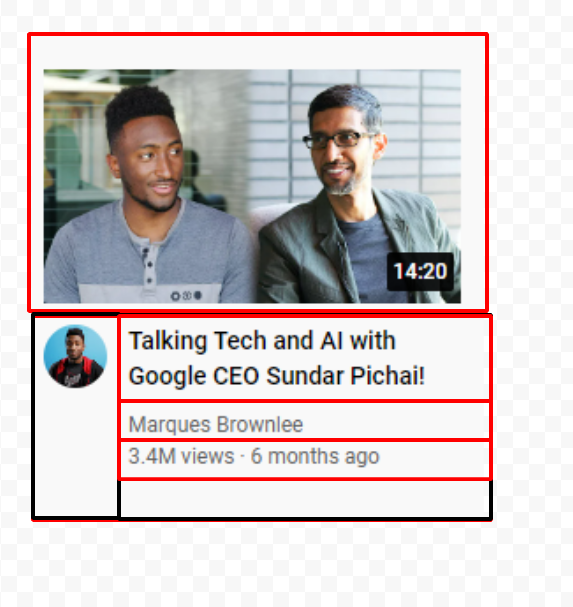 14:20
Talking Tech and AI with
Google CEO Sundar Pichai!
Marques Brownlee
3.4M views · 6 months ago